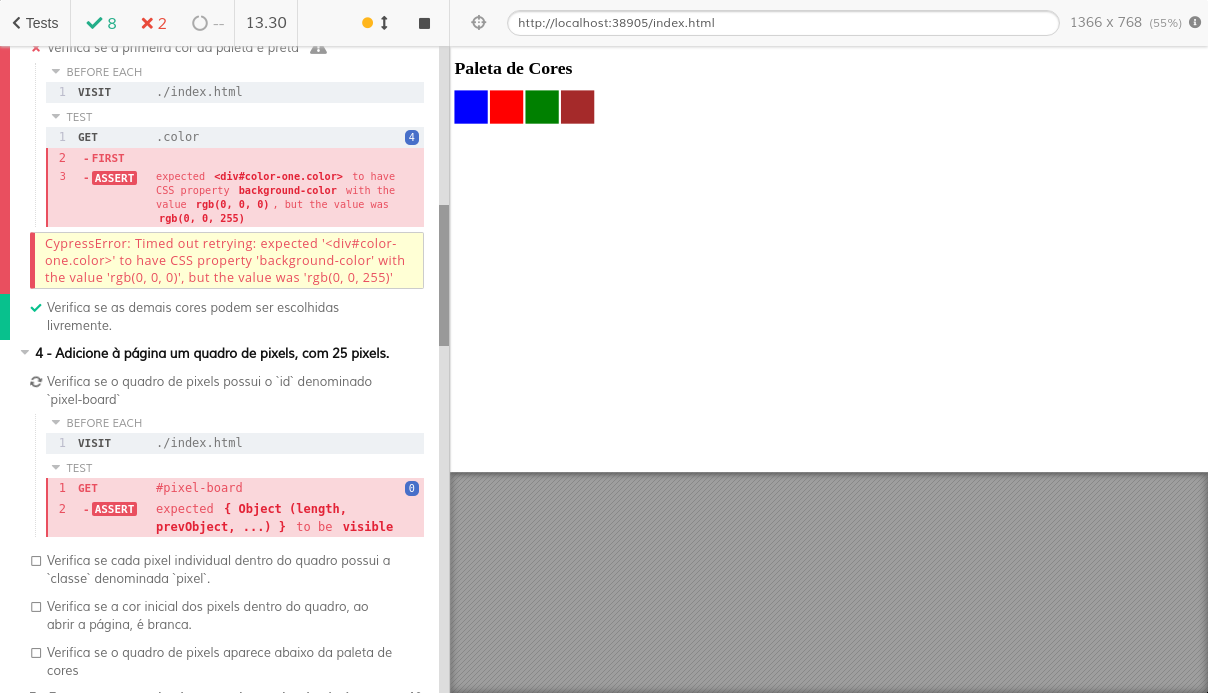 Tests
8
2
--
13.30
http://localhost:38905/index.html
1366 x 768 (55%)
Verifica se a primeira cor da paleta é preta
BEFORE EACH
1 VISIT ./index.html
TEST
1 GET .color 4
2 - FIRST
3 - ASSERT expected <div#color-one.color> to have
CSS property background-color with the
value rgb(0, 0, 0) , but the value was
rgb(0, 0, 255)
CypressError: Timed out retrying: expected '<div#color-
one.color>' to have CSS property 'background-color' with
the value 'rgb(0, 0, 0)', but the value was 'rgb(0, 0, 255)'
Verifica se as demais cores podem ser escolhidas
livremente.
4 - Adicione à página um quadro de pixels, com 25 pixels.
Verifica se o quadro de pixels possui o `id` denominado
`pixel-board`
BEFORE EACH
1 VISIT ./index.html
TEST
1 GET #pixel-board 0
2 - ASSERT expected { Object (length,
prevObject, ...) } to be visible
Verifica se cada pixel individual dentro do quadro possui a
`classe` denominada `pixel`.
Verifica se a cor inicial dos pixels dentro do quadro, ao
abrir a página, é branca.
Verifica se o quadro de pixels aparece abaixo da paleta de
cores
Paleta de Cores